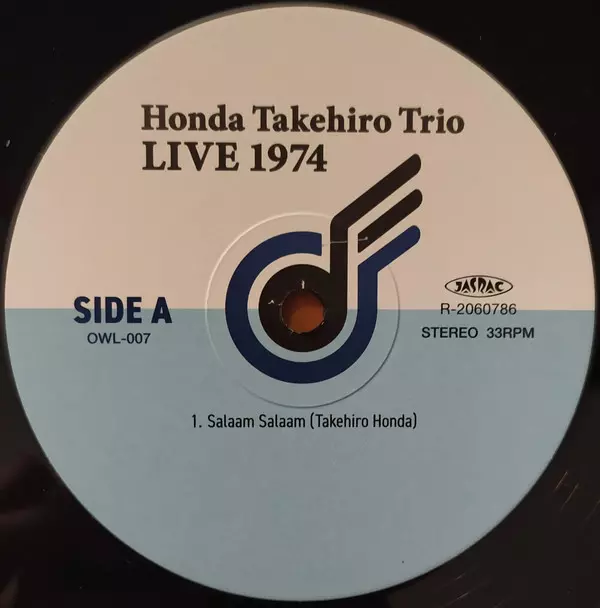 Honda Takehiro Trio
LIVE 1974
SIDE A
OWL-007
JASRAC
R-2060786
STEREO 33RPM
1. Salaam Salaam (Takehiro Honda)